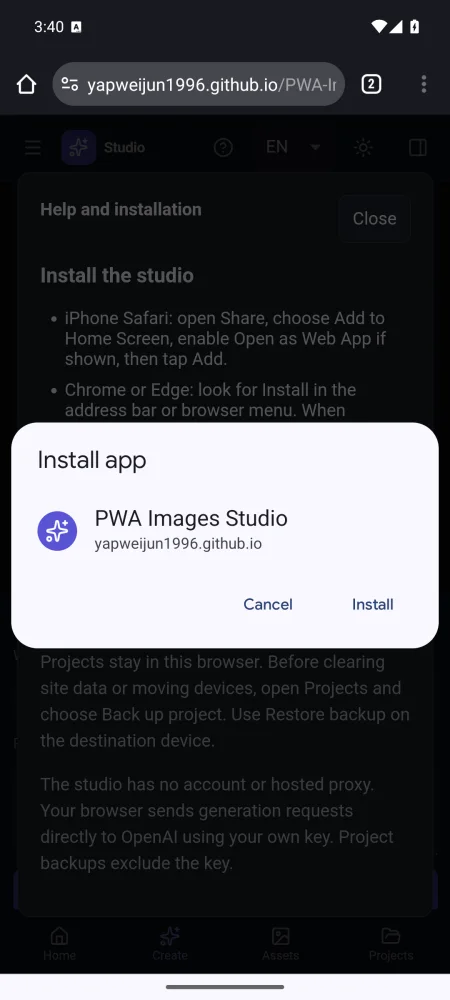 3:40 A
yapweijun1996.github.io/PWA-Ir
2
Studio
EN
Help and installation
Close
Install the studio
• iPhone Safari: open Share, choose Add to
Home Screen, enable Open as Web App if
shown, then tap Add.
• Chrome or Edge: look for Install in the
address bar or browser menu. When
Install app
PWA Images Studio
yapweijun1996.github.io
Cancel
Install
Projects stay in this browser. Before clearing
site data or moving devices, open Projects and
choose Back up project. Use Restore backup on
the destination device.
The studio has no account or hosted proxy.
Your browser sends generation requests
directly to OpenAI using your own key. Project
backups exclude the key.
Home
Create
Assets
Projects